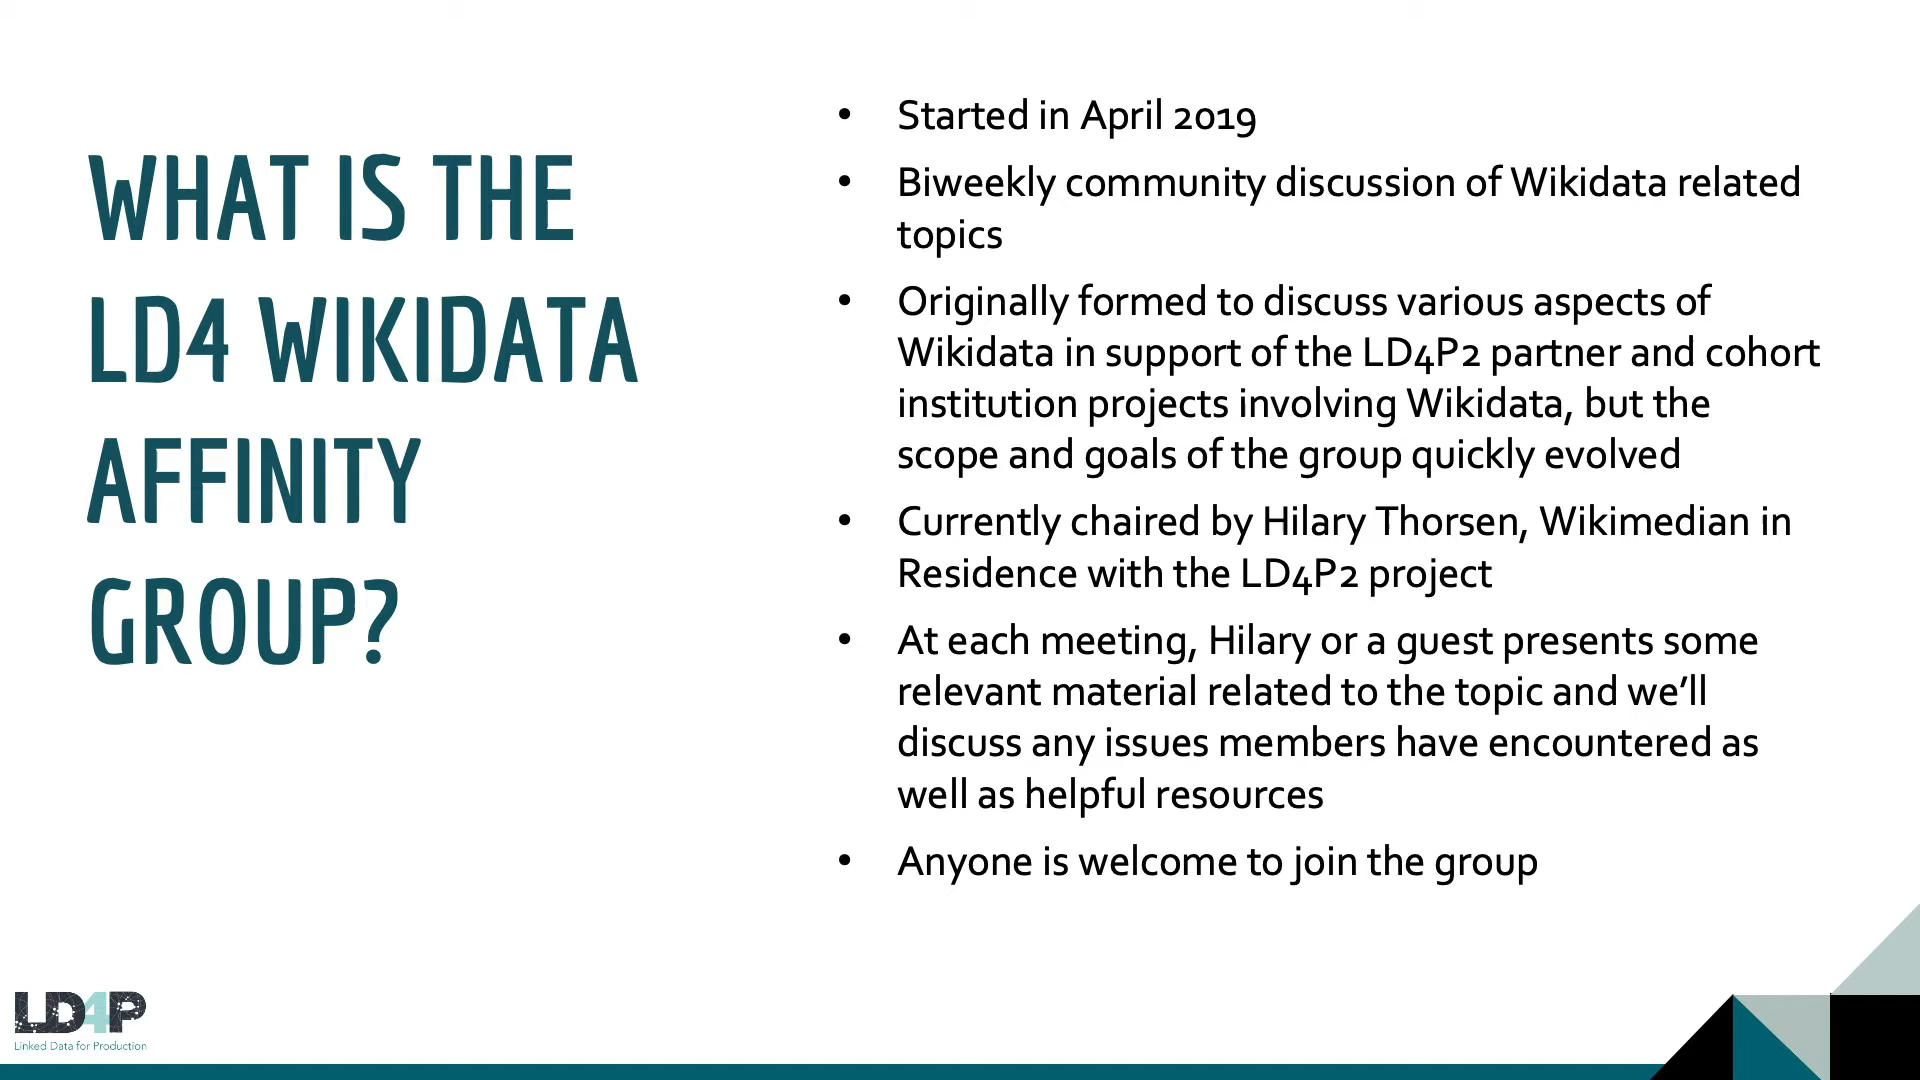 WHAT IS THE
LD4 WIKIDATA
AFFINITY
GROUP?
• Started in April 2019
• Biweekly community discussion of Wikidata related
topics
• Originally formed to discuss various aspects of
Wikidata in support of the LD4P2 partner and cohort
institution projects involving Wikidata, but the
scope and goals of the group quickly evolved
• Currently chaired by Hilary Thorsen, Wikimedian in
Residence with the LD4P2 project
• At each meeting, Hilary or a guest presents some
relevant material related to the topic and we’ll
discuss any issues members have encountered as
well as helpful resources
• Anyone is welcome to join the group
LD4P
Linked Data for Production